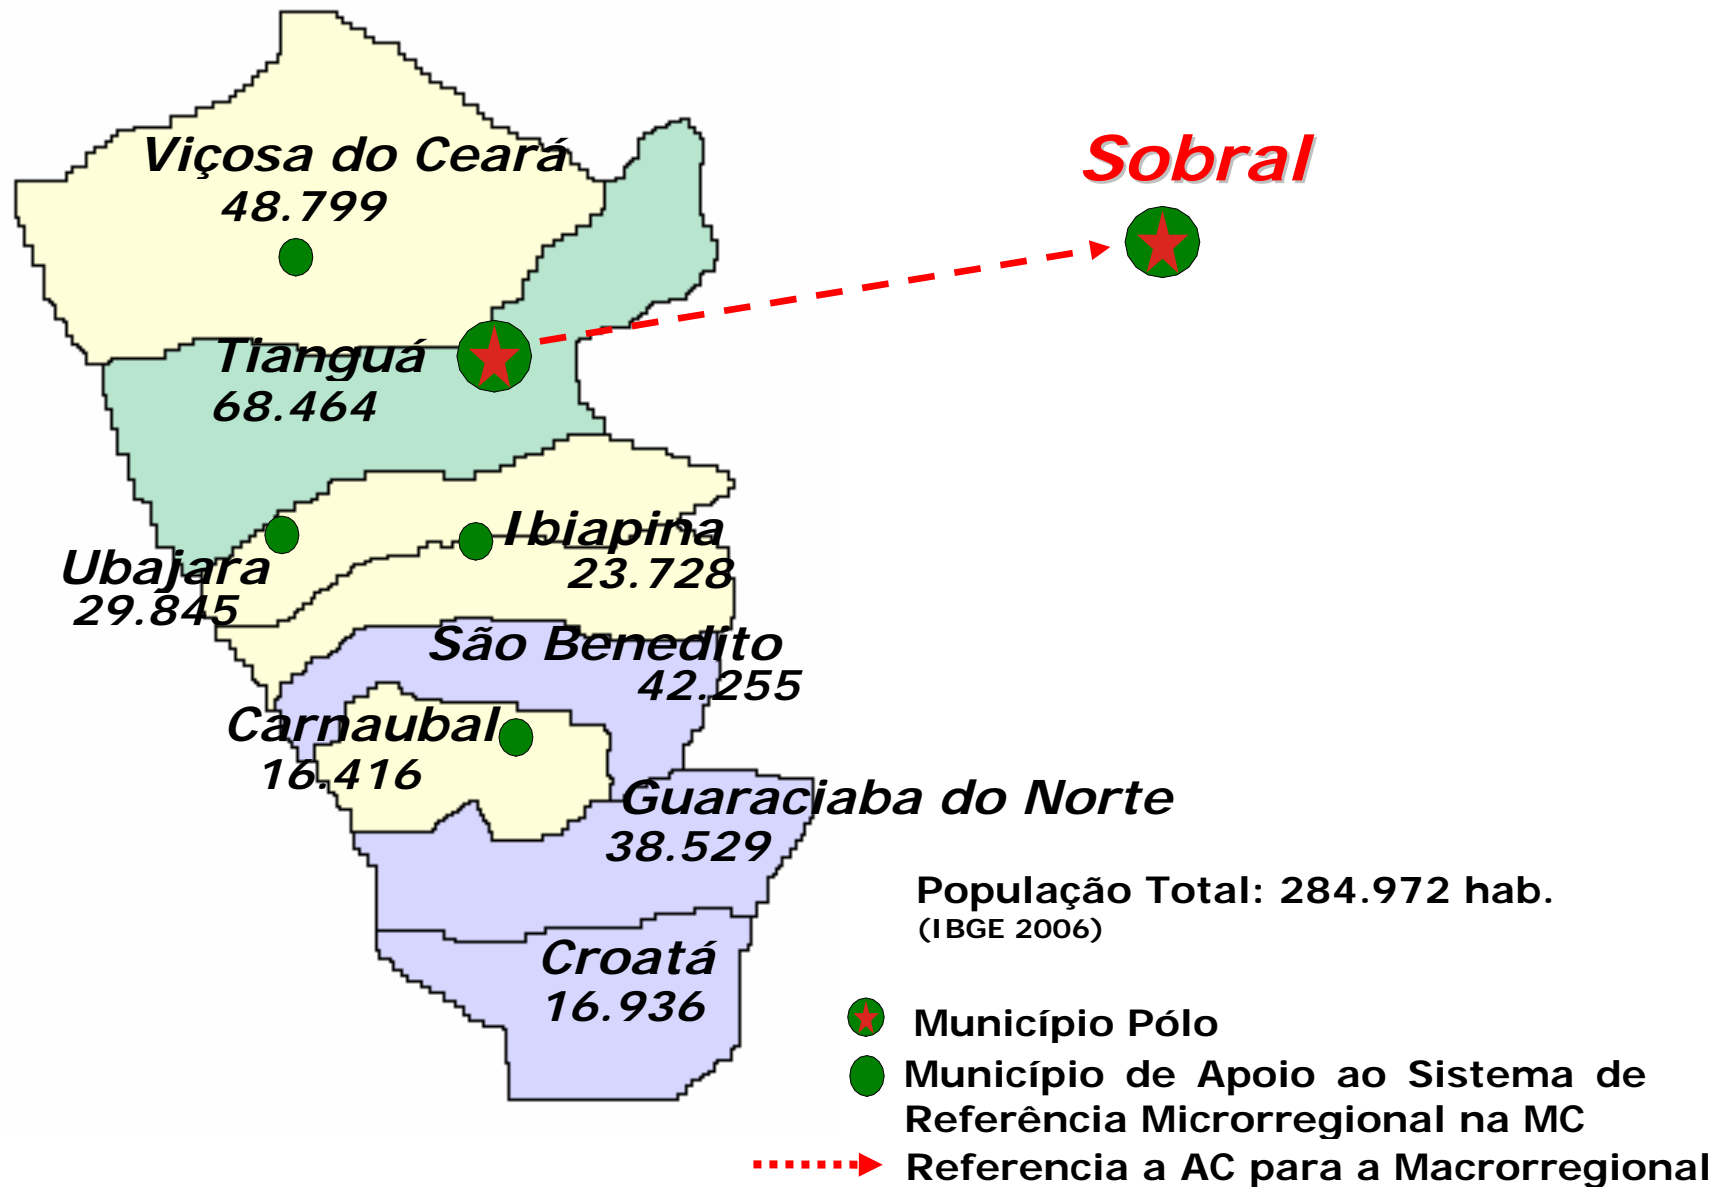 Viçosa do Ceará
48.799
Sobral
Tianguá
68.464
Ibiapina
23.728
Ubajara
29.845
São Benedito
42.255
Carnaubal
16.416
Guaraciaba do Norte
38.529
População Total: 284.972 hab.
(IBGE 2006)
Croatá
16.936
Município Pólo
Município de Apoio ao Sistema de
Referência Microrregional na MC
Referencia a AC para a Macrorregional